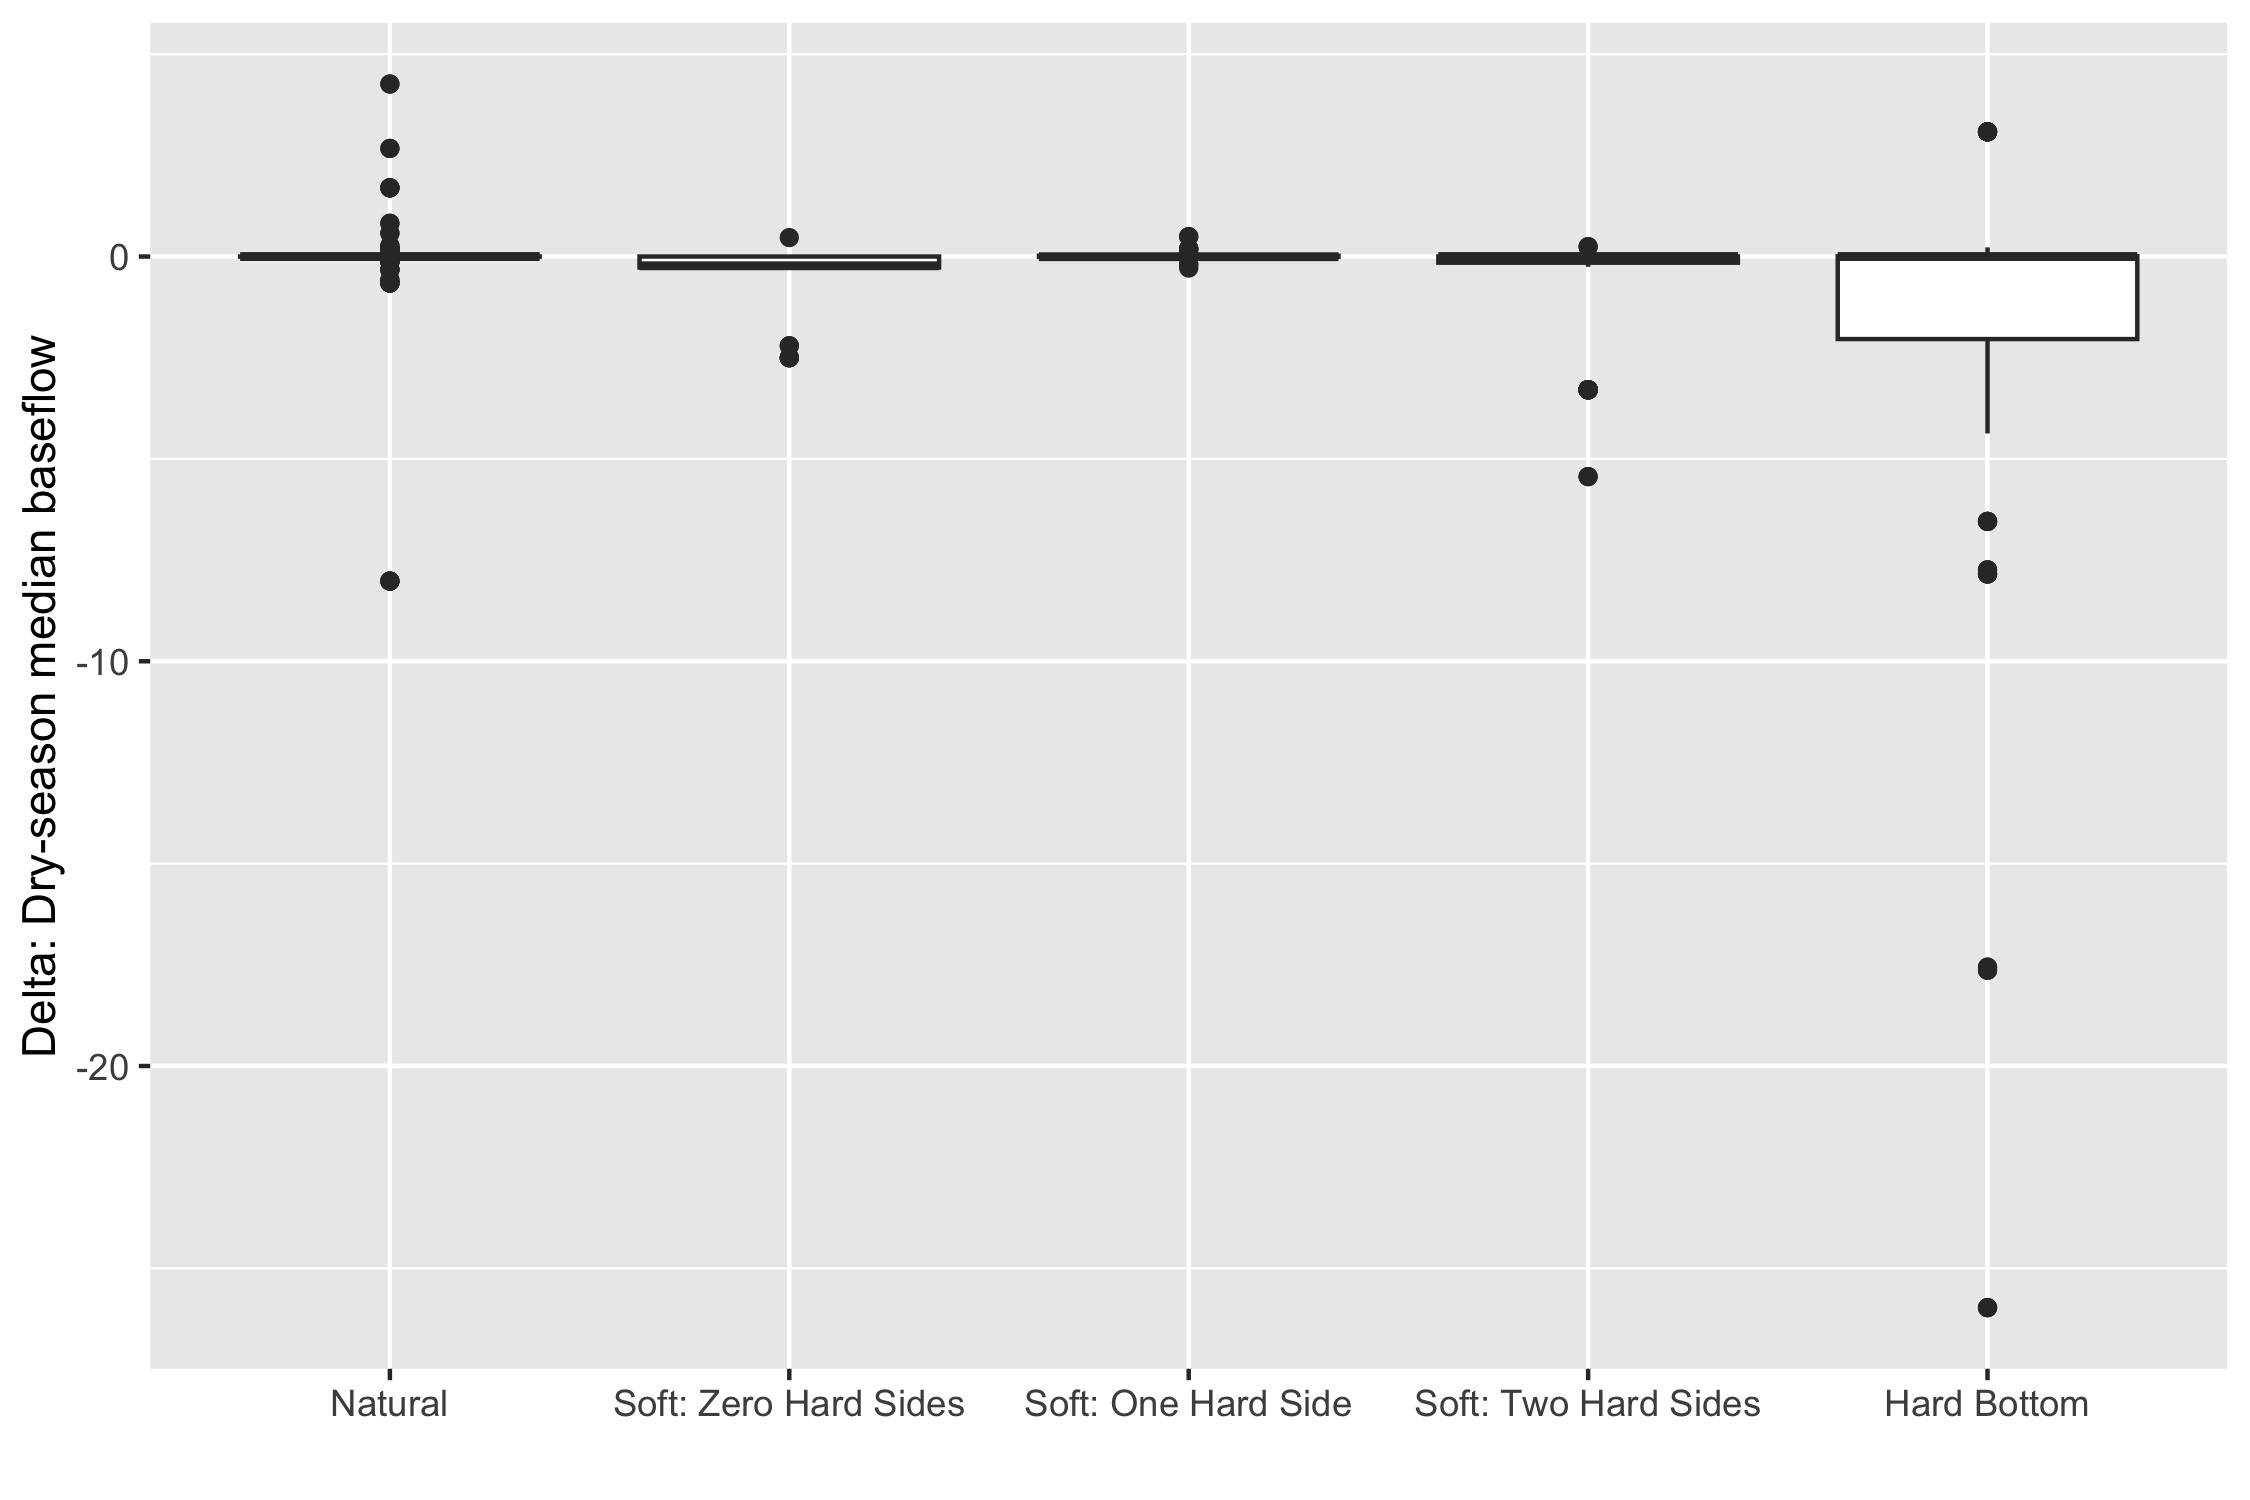 Delta: Dry-season median baseflow
0
-10
-20
Natural
Soft: Zero Hard Sides
Soft: One Hard Side
Soft: Two Hard Sides
Hard Bottom